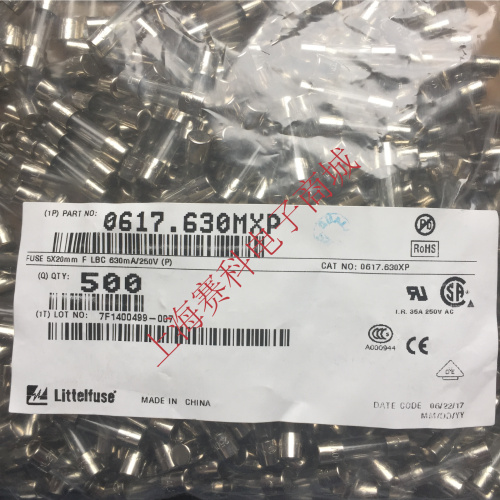 (1P) PART NO: 0617.630MXP
Pb
RoHS
FUSE 5X20mm F LBC 630mA/250V (P)
CAT NO: 0617.630XP
(Q) QTY: 500
I.R. 35A 250V AC
(1T) LOT NO: 7F1400499-007
A000944
Littelfuse®
MADE IN CHINA
DATE CODE 06/22/17
MM/DD/YY
上海赛科电子商城